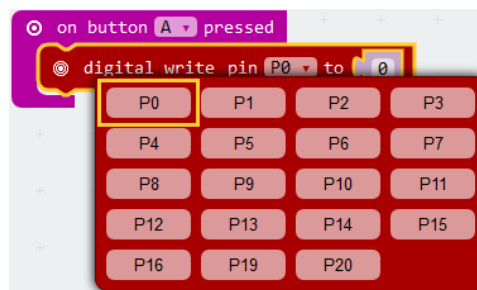 on button A pressed
digital write pin P0 to 0
P0 P1 P2 P3
P4 P5 P6 P7
P8 P9 P10 P11
P12 P13 P14 P15
P16 P19 P20